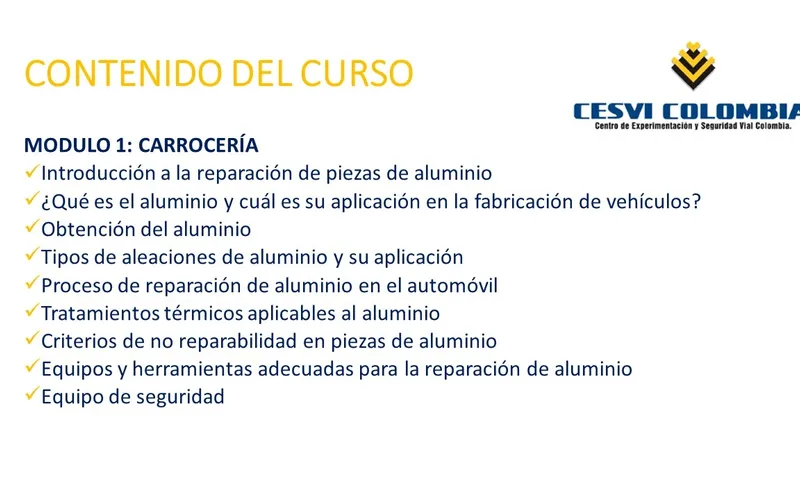 CONTENIDO DEL CURSO
CESVI COLOMBIA
Centro de Experimentación y Seguridad Vial Colombia.
MODULO 1: CARROCERÍA
Introducción a la reparación de piezas de aluminio
¿Qué es el aluminio y cuál es su aplicación en la fabricación de vehículos?
Obtención del aluminio
Tipos de aleaciones de aluminio y su aplicación
Proceso de reparación de aluminio en el automóvil
Tratamientos térmicos aplicables al aluminio
Criterios de no reparabilidad en piezas de aluminio
Equipos y herramientas adecuadas para la reparación de aluminio
Equipo de seguridad